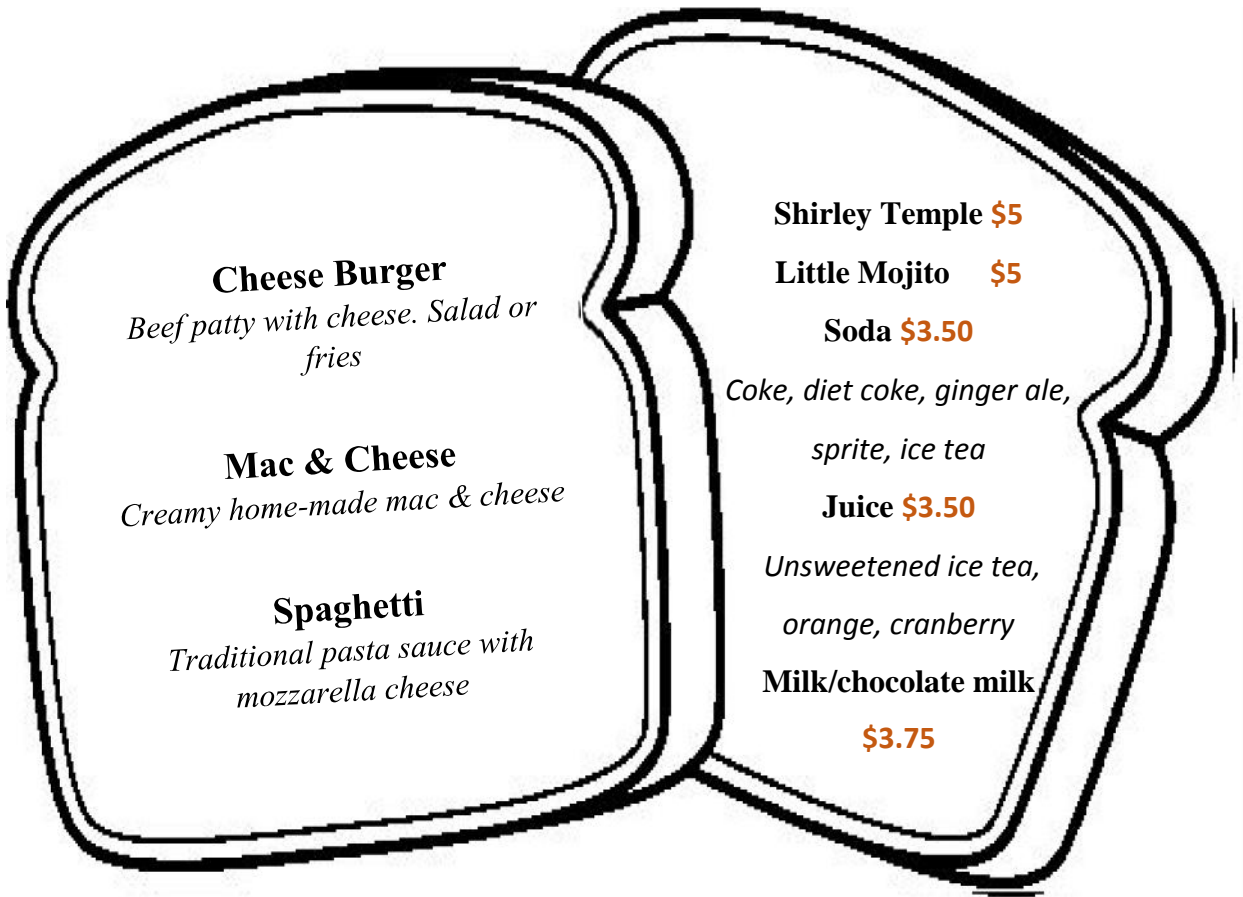 Cheese Burger
Beef patty with cheese. Salad or
fries
Mac & Cheese
Creamy home-made mac & cheese
Spaghetti
Traditional pasta sauce with
mozzarella cheese
Shirley Temple $5
Little Mojito $5
Soda $3.50
Coke, diet coke, ginger ale,
sprite, ice tea
Juice $3.50
Unsweetened ice tea,
orange, cranberry
Milk/chocolate milk
$3.75